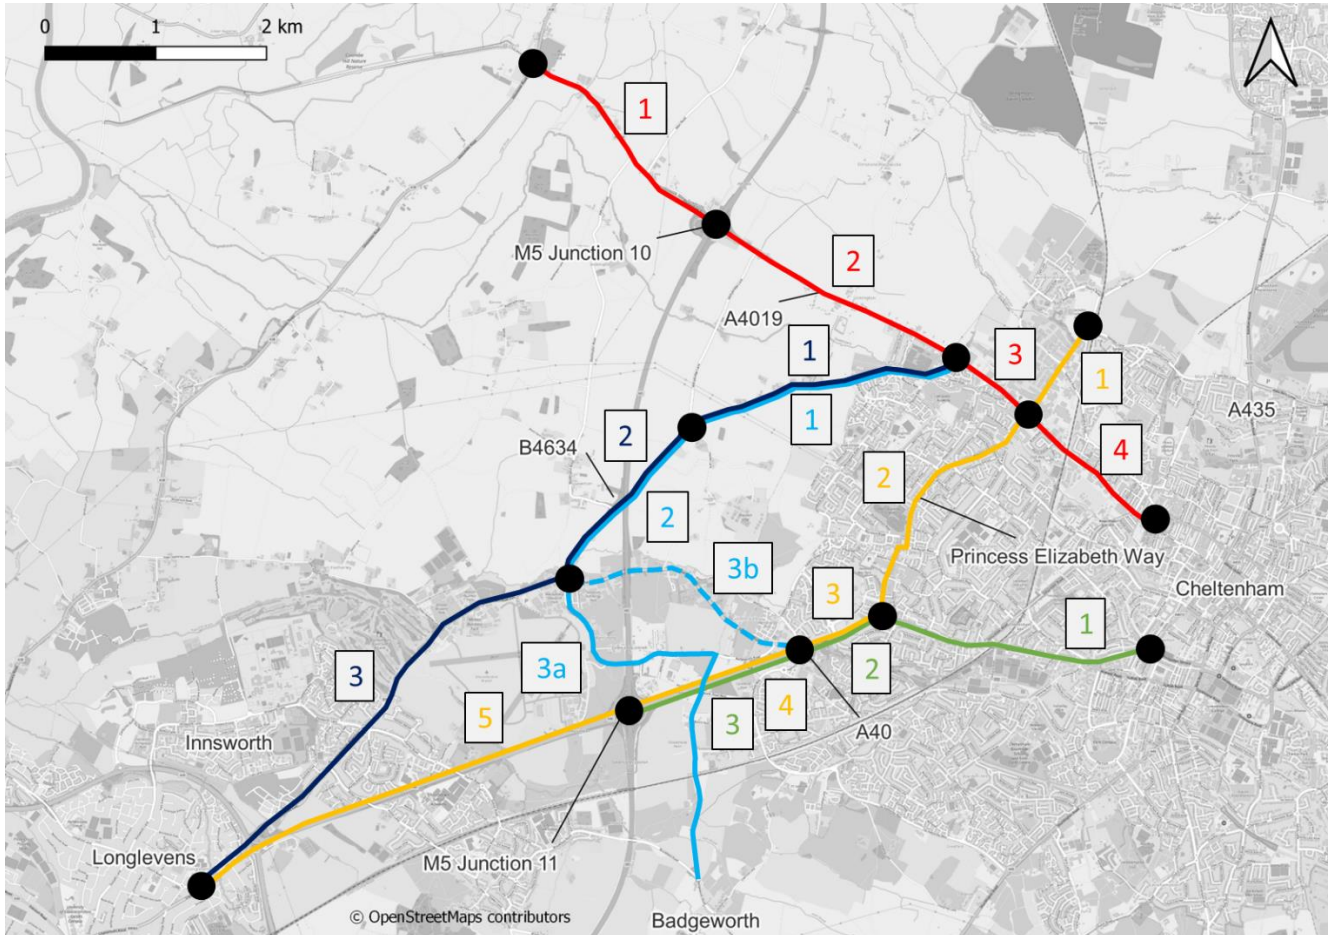 0 1 2 km
1
M5 Junction 10
2
A4019
3
1
1
1
A435
2
B4634
4
2
2
Princess Elizabeth Way
3b
Cheltenham
3
1
3a
2
3
5
4
3
A40
Innsworth
Longlevens
M5 Junction 11
© OpenStreetMaps contributors
Badgeworth